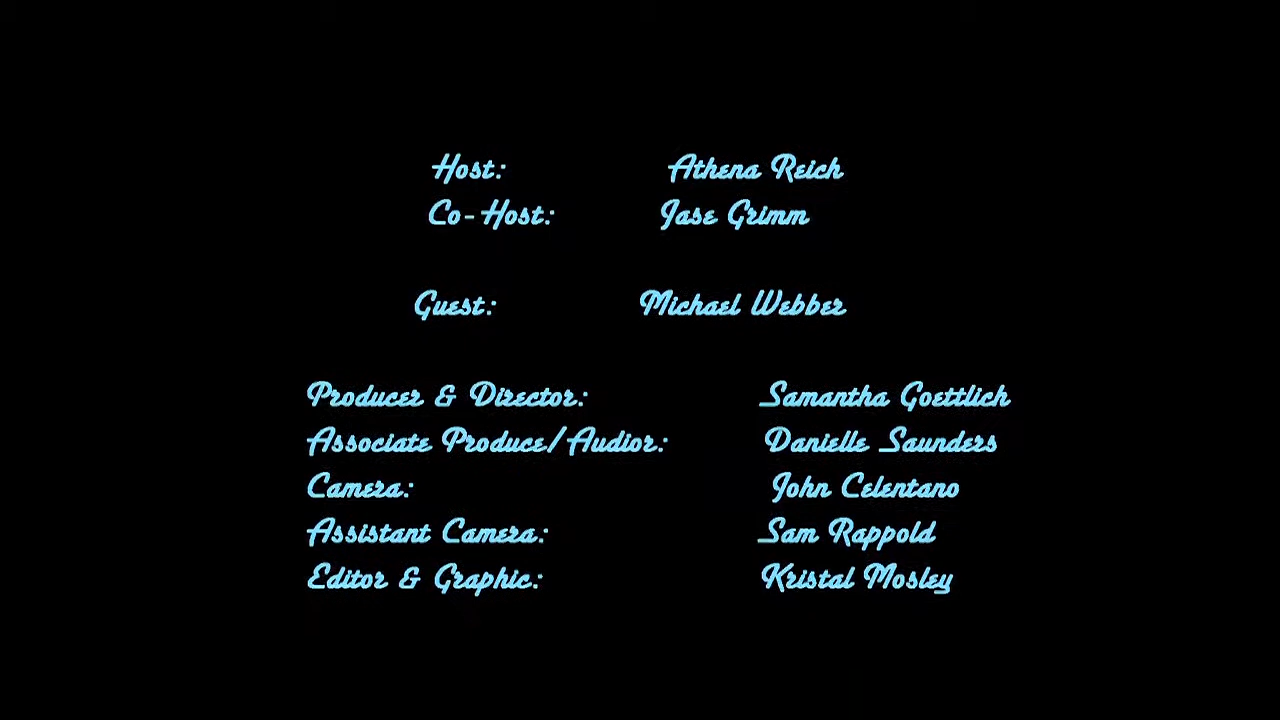 Host: Athena Reich
Co-Host: Jase Grimm
Guest: Michael Webber
Producer & Director: Samantha Goettlich
Associate Produce/Audior: Danielle Saunders
Camera: John Celentano
Assistant Camera: Sam Rappold
Editor & Graphic: Kristal Mosley